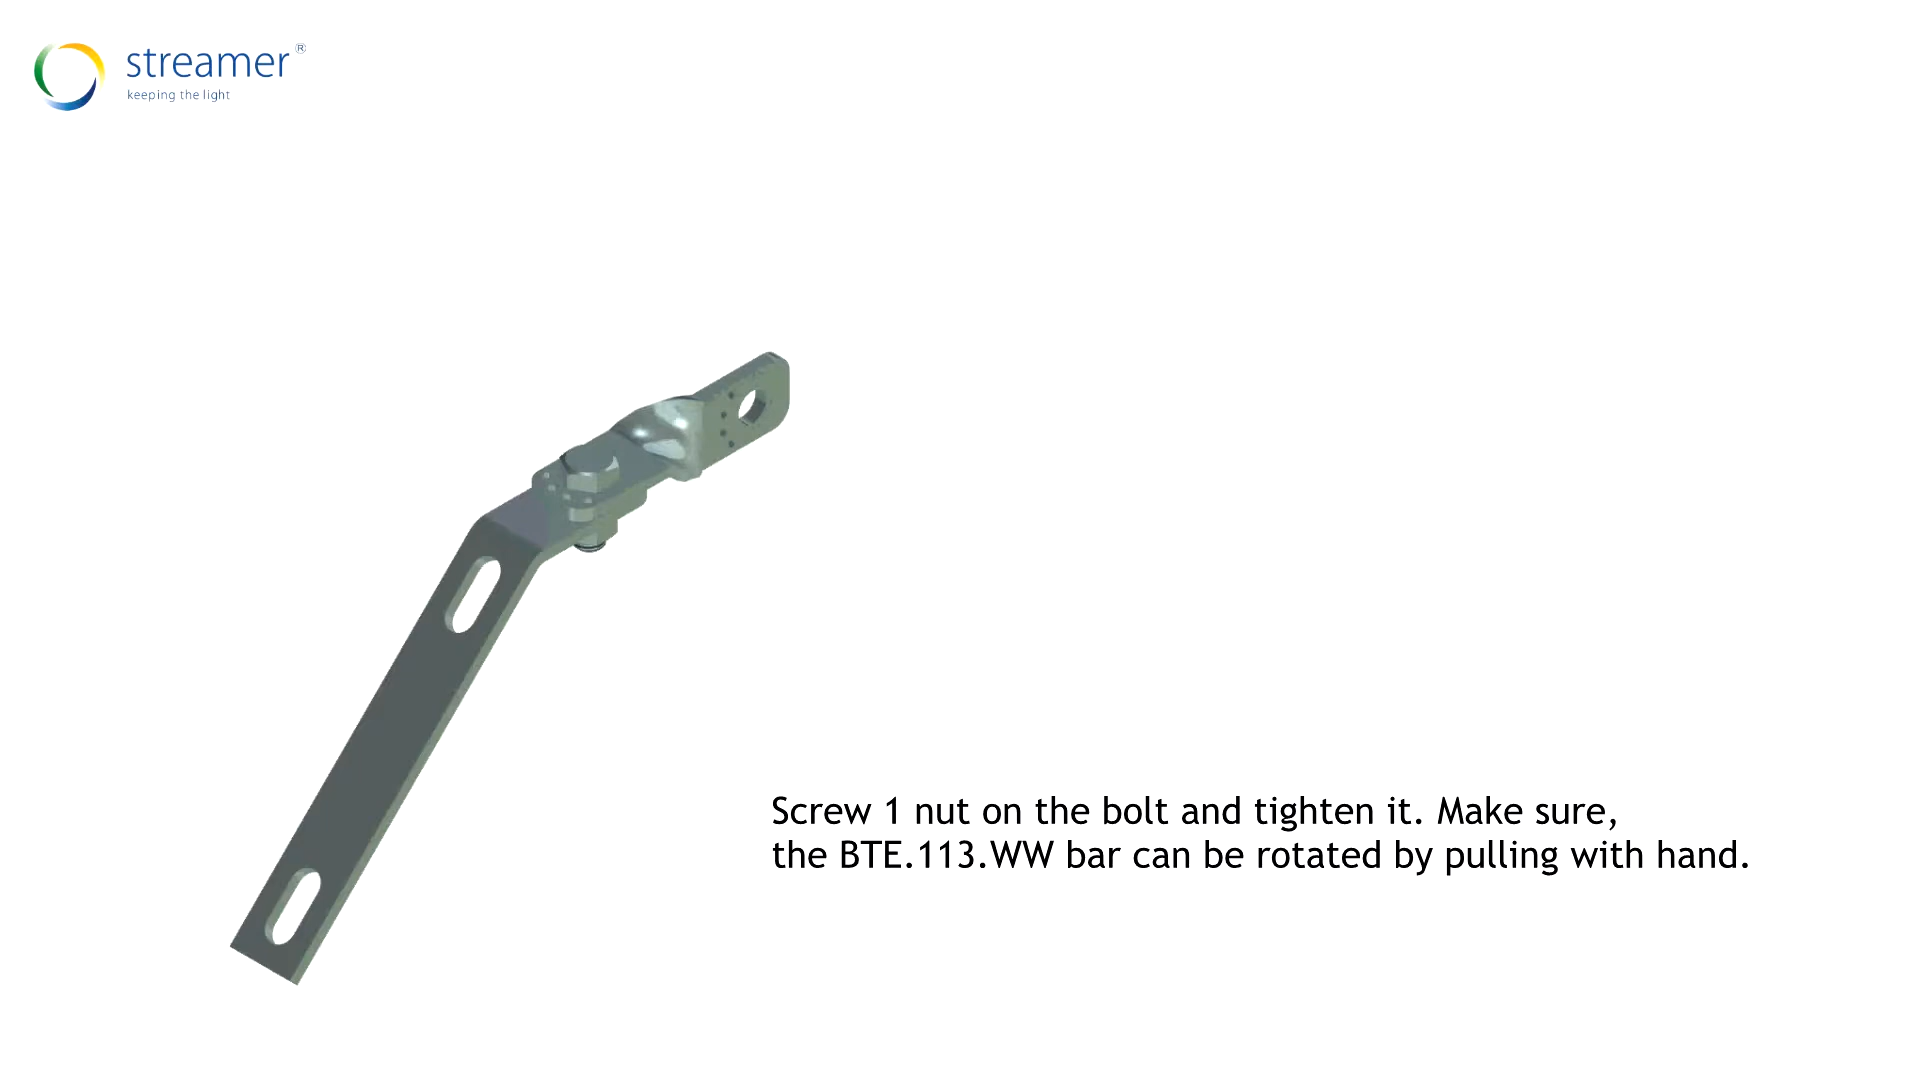 streamer®
keeping the light
Screw 1 nut on the bolt and tighten it. Make sure,
the BTE.113.WW bar can be rotated by pulling with hand.